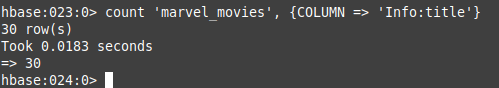 hbase:023:0> count 'marvel_movies', {COLUMN => 'Info:title'}
30 row(s)
Took 0.0183 seconds
=> 30
hbase:024:0>